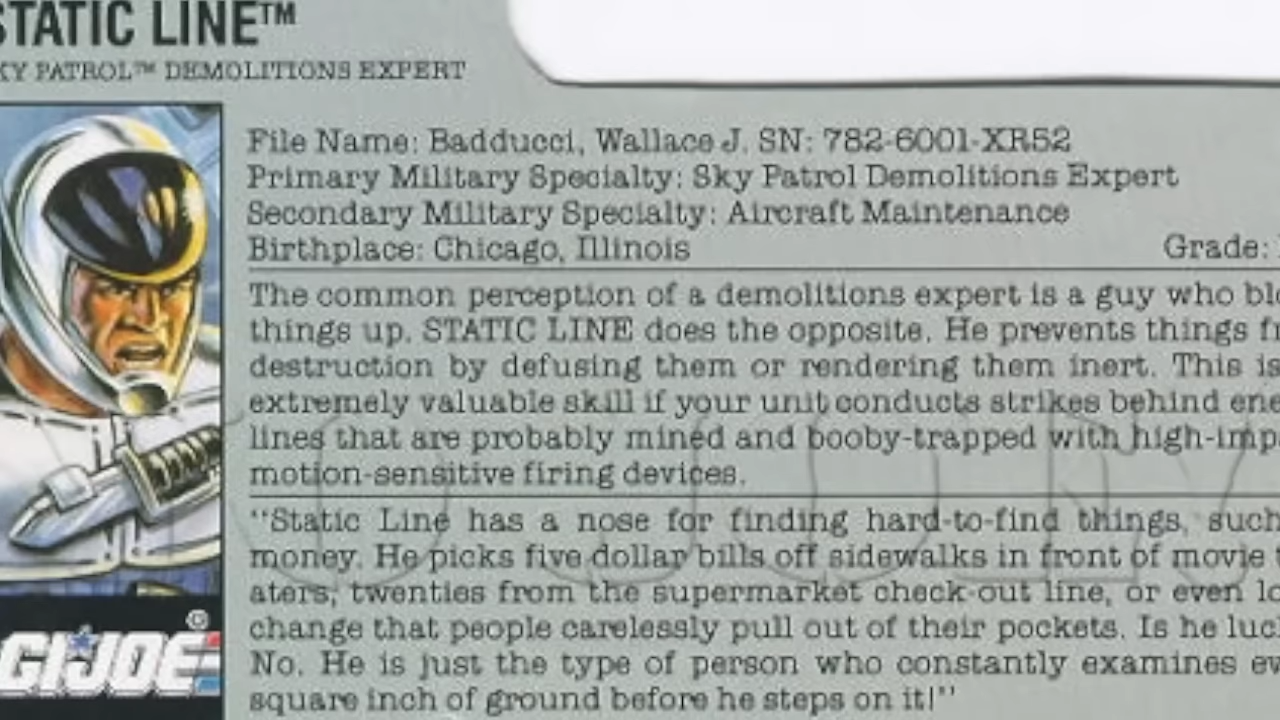 STATIC LINE™
KY PATROL™ DEMOLITIONS EXPERT
File Name: Badducci, Wallace J. SN: 782-6001-XR52
Primary Military Specialty: Sky Patrol Demolitions Expert
Secondary Military Specialty: Aircraft Maintenance
Birthplace: Chicago, Illinois Grade:
The common perception of a demolitions expert is a guy who blo
things up. STATIC LINE does the opposite. He prevents things fr
destruction by defusing them or rendering them inert. This is
extremely valuable skill if your unit conducts strikes behind ene
lines that are probably mined and booby-trapped with high-imp
motion-sensitive firing devices.
"Static Line has a nose for finding hard-to-find things, such
money. He picks five dollar bills off sidewalks in front of movie
aters, twenties from the supermarket check-out line, or even lo
change that people carelessly pull out of their pockets. Is he luc
No. He is just the type of person who constantly examines ev
square inch of ground before he steps on it!"
GI JOE®